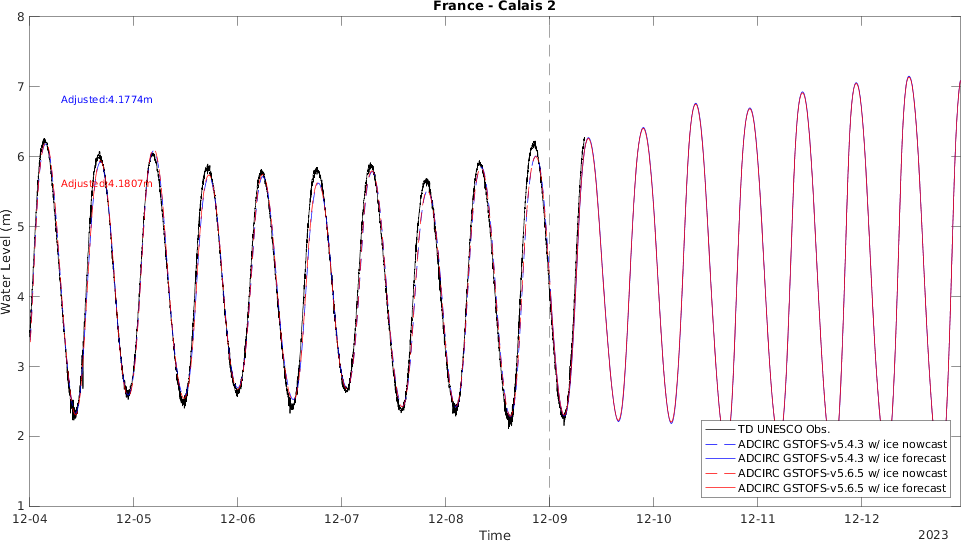 France - Calais 2
8
7
6
5
4
3
2
1
Water Level (m)
Adjusted:4.1774m
Adjusted:4.1807m
TD UNESCO Obs.
ADCIRC GSTOFS-v5.4.3 w/ ice nowcast
ADCIRC GSTOFS-v5.4.3 w/ ice forecast
ADCIRC GSTOFS-v5.6.5 w/ ice nowcast
ADCIRC GSTOFS-v5.6.5 w/ ice forecast
12-04 12-05 12-06 12-07 12-08 12-09 12-10 12-11 12-12
Time
2023